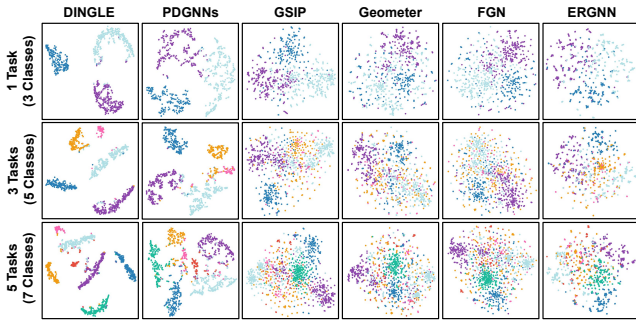 DINGLE PDGNNs GSIP Geometer FGN ERGNN
1 Task
(3 Classes)
3 Tasks
(5 Classes)
5 Tasks
(7 Classes)